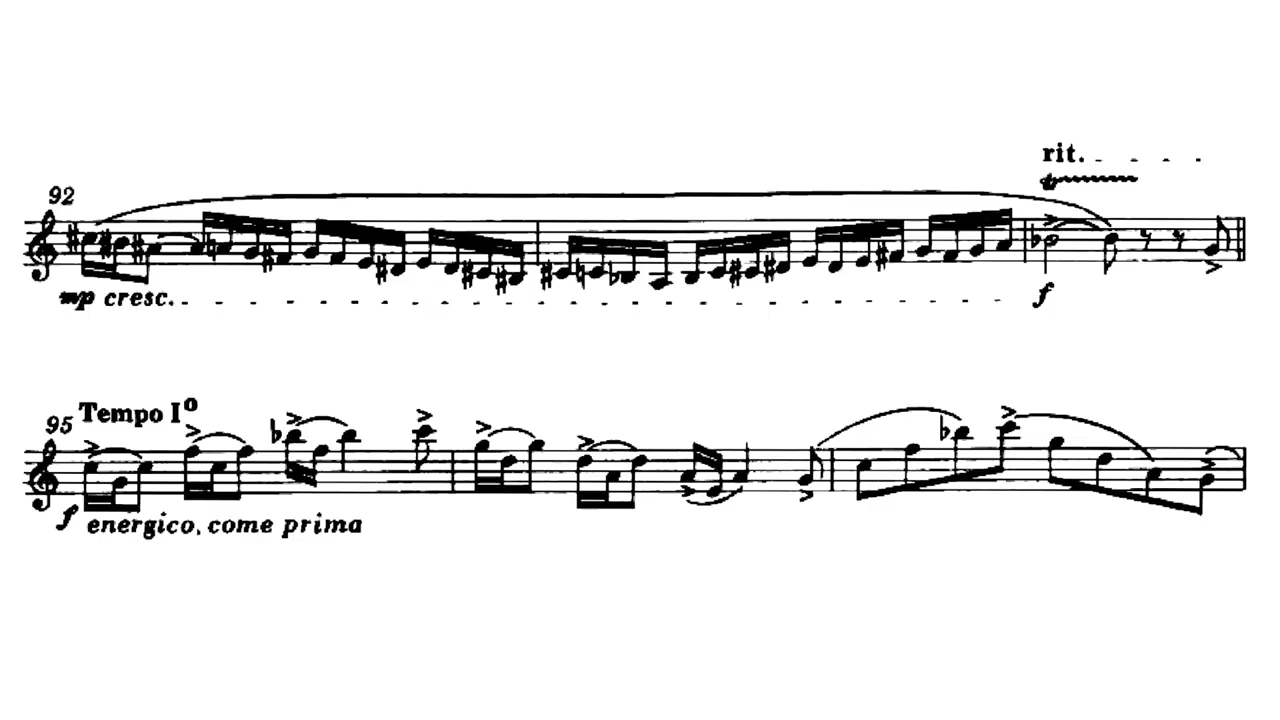 rit.
92
mp cresc.
f
95 Tempo I°
f energico, come prima